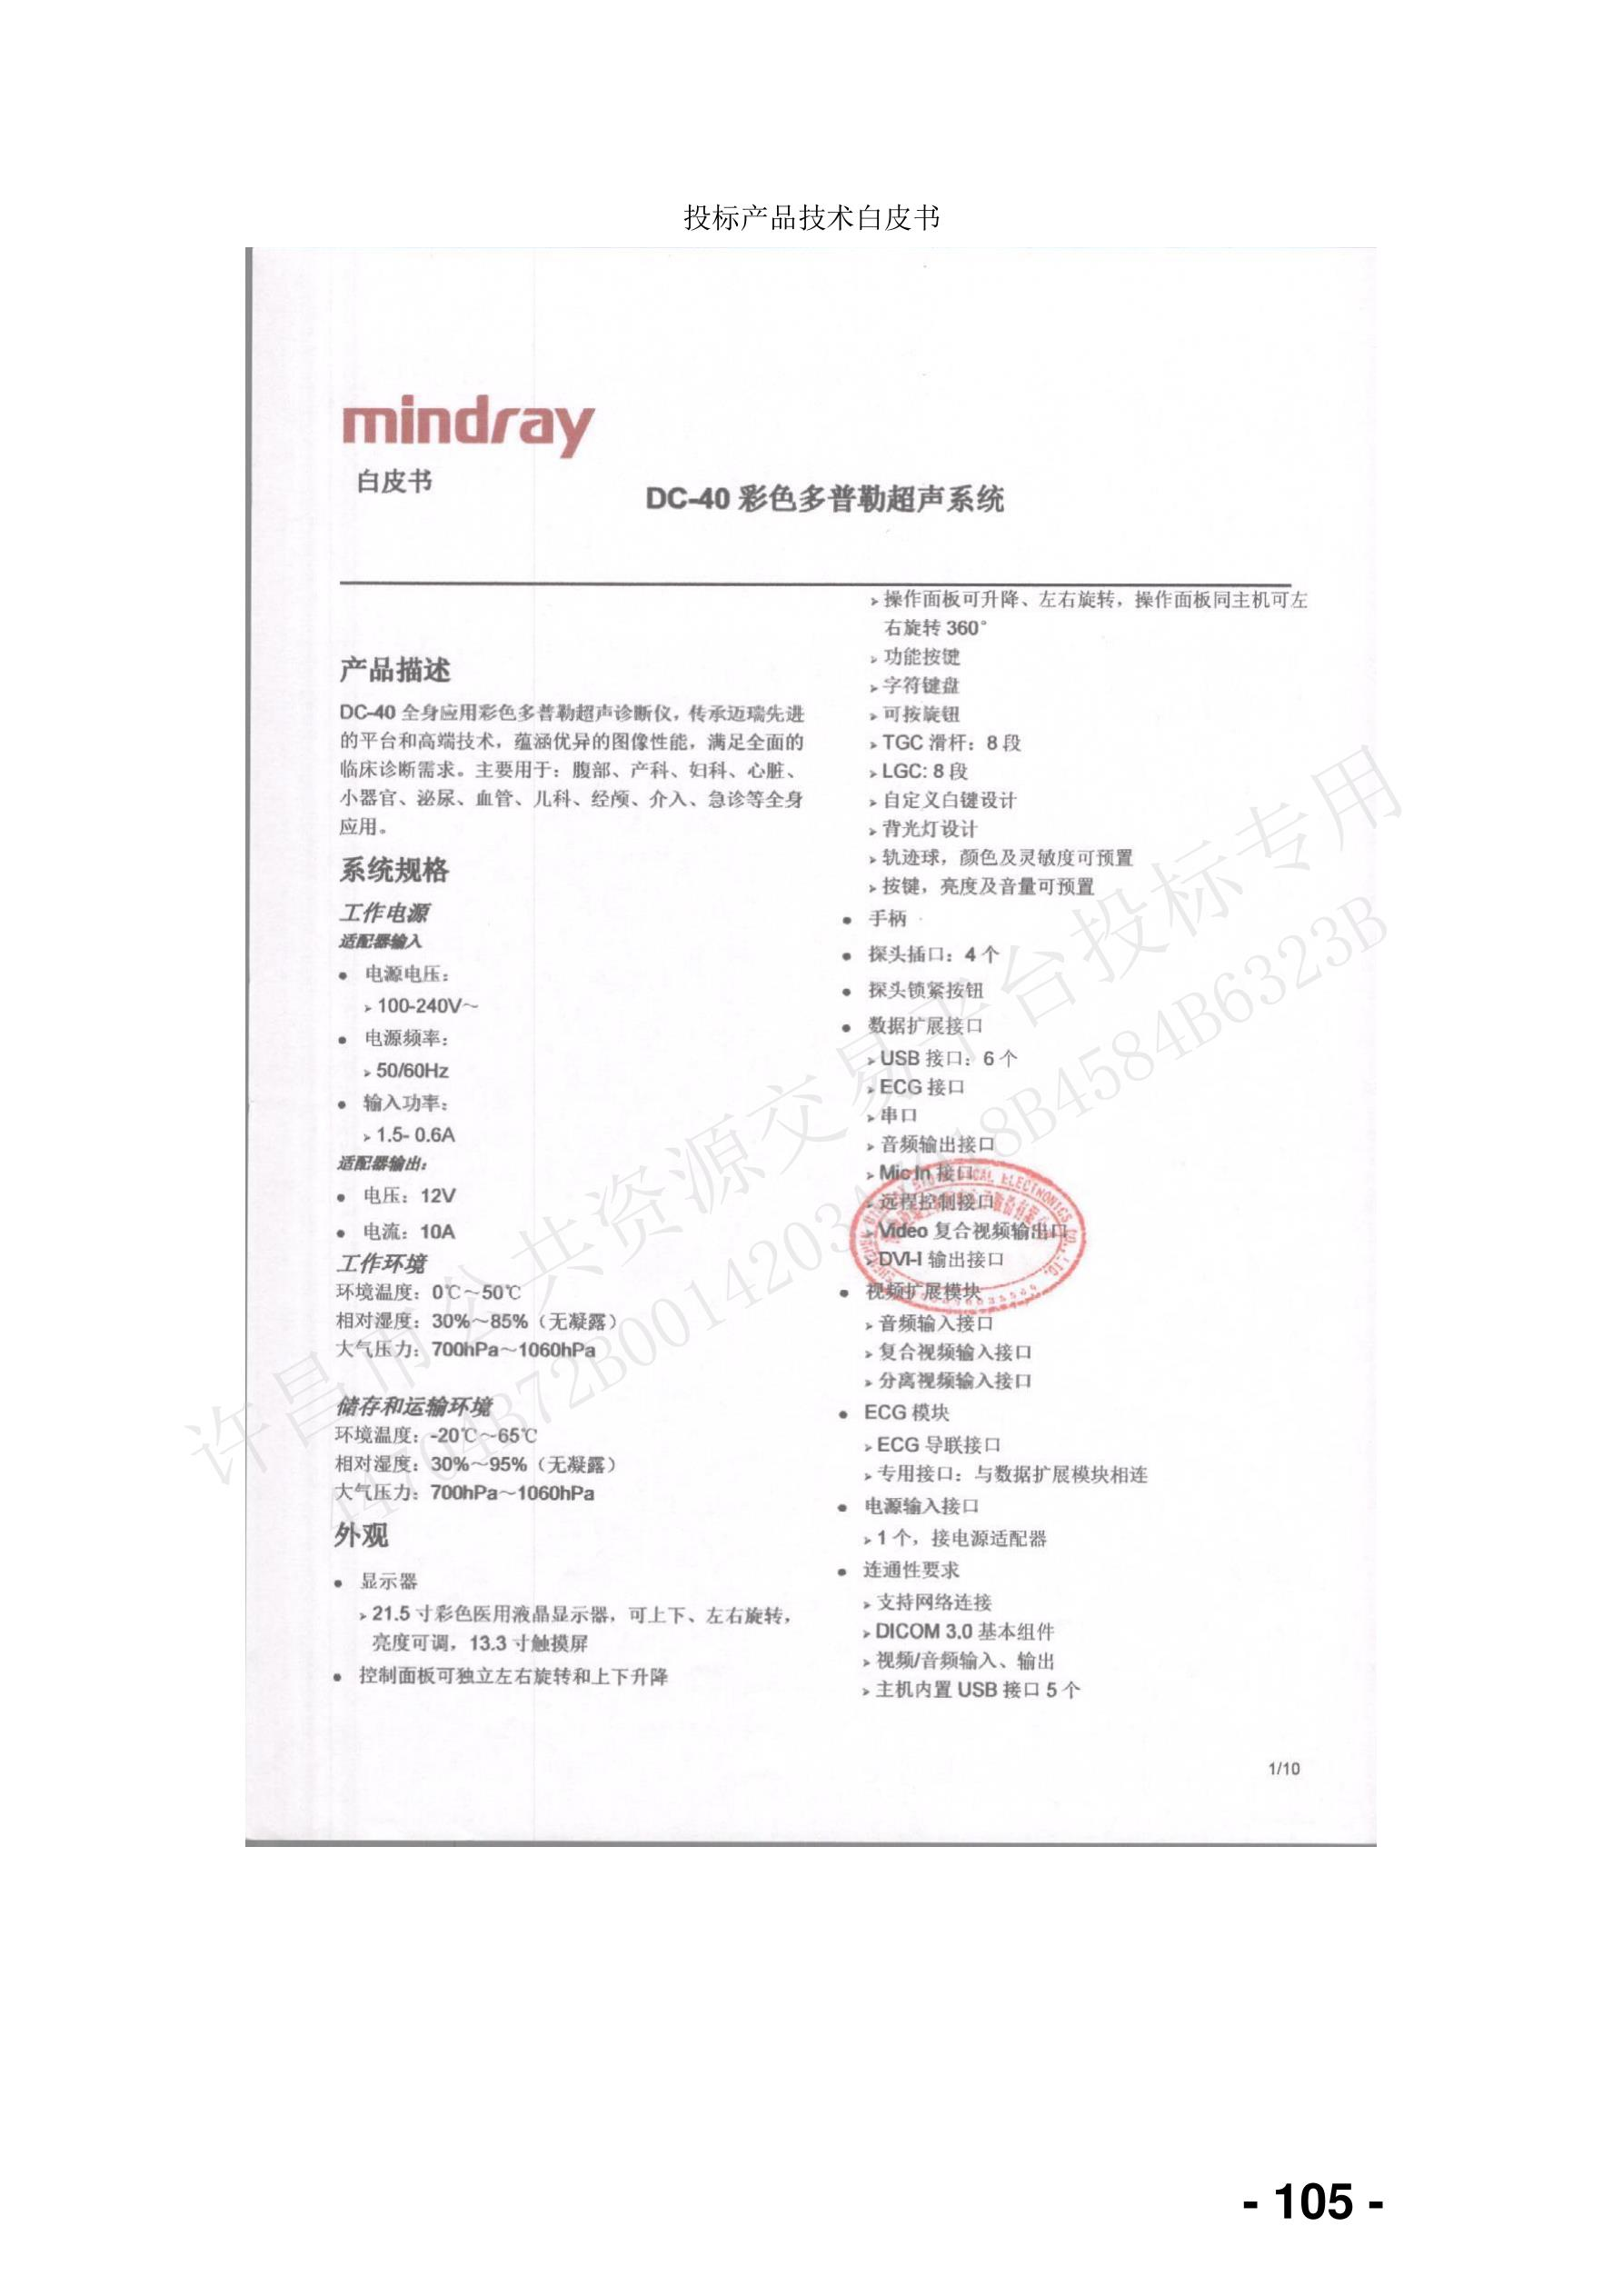 投标产品技术白皮书
mindray
白皮书
DC-40 彩色多普勒超声系统
产品描述
DC-40 全身应用彩色多普勒超声诊断仪，传承迈瑞先进
的平台和高端技术，蕴涵优异的图像性能，满足全面的
临床诊断需求。主要用于：腹部、产科、妇科、心脏、
小器官、泌尿、血管、儿科、经颅、介入、急诊等全身
应用。
系统规格
工作电源
适配器输入
● 电源电压：
➢ 100-240V～
● 电源频率：
➢ 50/60Hz
● 输入功率：
➢ 1.5- 0.6A
适配器输出：
● 电压：12V
● 电流：10A
工作环境
环境温度：0℃～50℃
相对湿度：30%～85%（无凝露）
大气压力：700hPa～1060hPa
储存和运输环境
环境温度：-20℃～65℃
相对湿度：30%～95%（无凝露）
大气压力：700hPa～1060hPa
外观
● 显示器
➢ 21.5 寸彩色医用液晶显示器，可上下、左右旋转，
亮度可调，13.3 寸触摸屏
● 控制面板可独立左右旋转和上下升降
➢ 操作面板可升降、左右旋转，操作面板同主机可左
右旋转 360°
➢ 功能按键
➢ 字符键盘
➢ 可按旋钮
➢ TGC 滑杆：8 段
➢ LGC: 8 段
➢ 自定义白键设计
➢ 背光灯设计
➢ 轨迹球，颜色及灵敏度可预置
➢ 按键，亮度及音量可预置
● 手柄
● 探头插口：4 个
● 探头锁紧按钮
● 数据扩展接口
➢ USB 接口：6 个
➢ ECG 接口
➢ 串口
➢ 音频输出接口
➢ Mic In 接口
➢ 远程控制接口
➢ Video 复合视频输出口
➢ DVI-I 输出接口
● 视频扩展模块
➢ 音频输入接口
➢ 复合视频输入接口
➢ 分离视频输入接口
● ECG 模块
➢ ECG 导联接口
➢ 专用接口：与数据扩展模块相连
● 电源输入接口
➢ 1 个，接电源适配器
● 连通性要求
➢ 支持网络连接
➢ DICOM 3.0 基本组件
➢ 视频/音频输入、输出
➢ 主机内置 USB 接口 5 个
1/10
许昌市公共资源交易平台投标专用
- 105 -